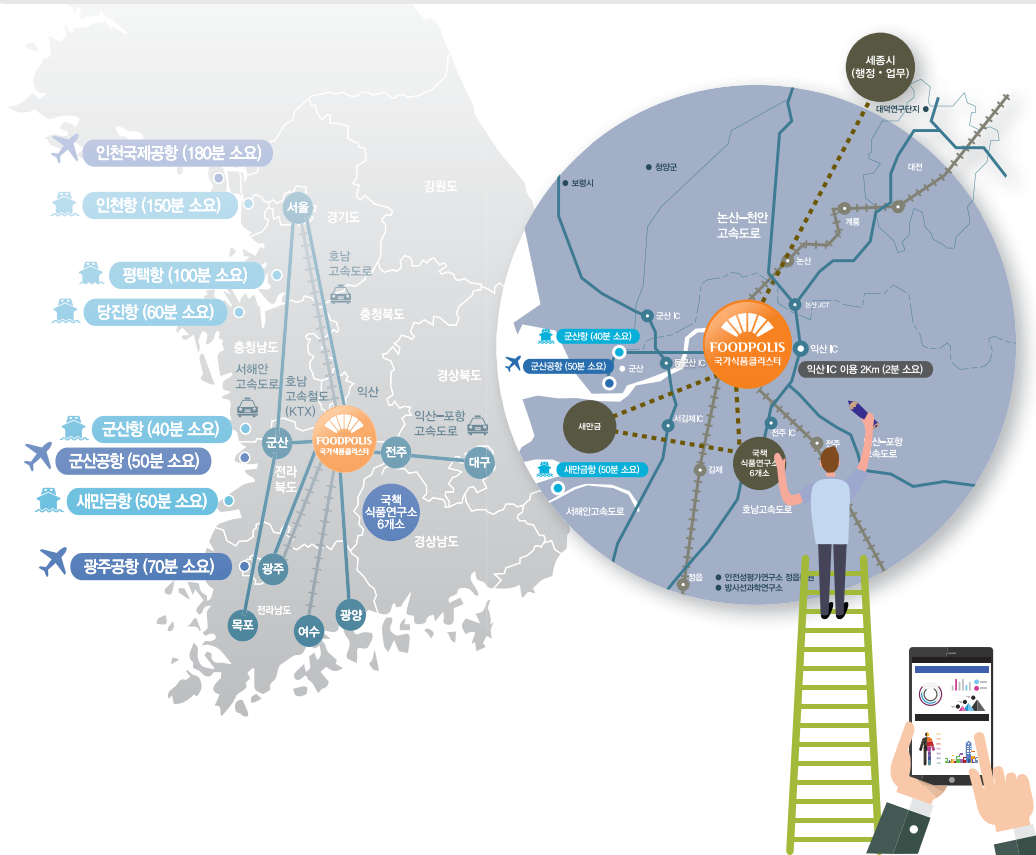 인천국제공항 (180분 소요)
인천항 (150분 소요)
평택항 (100분 소요)
당진항 (60분 소요)
군산항 (40분 소요)
군산공항 (50분 소요)
새만금항 (50분 소요)
광주공항 (70분 소요)
서울
경기도
강원도
호남
고속도로
충청북도
충청남도
서해안
고속도로
호남
고속철도
(KTX)
익산
경상북도
익산–포항
고속도로
FOODPOLIS
국가식품클러스터
군산
전주
대구
전라
북도
국책
식품연구소
6개소
경상남도
광주
전라남도
목포
여수
광양
세종시
(행정·업무)
대덕연구단지
청양군
보령시
대전
논산–천안
고속도로
계룡
논산
논산 JCT
군산 IC
군산항 (40분 소요)
군산공항 (50분 소요)
군산
동군산 IC
FOODPOLIS
국가식품클러스터
익산 IC
익산 IC 이용 2Km (2분 소요)
새만금
서김제 IC
전주 IC
전주
고속도로
국책
식품연구소
6개소
새만금항 (50분 소요)
김제
서해안고속도로
호남고속도로
정읍
안전성평가연구소 정읍
방사선과학연구소